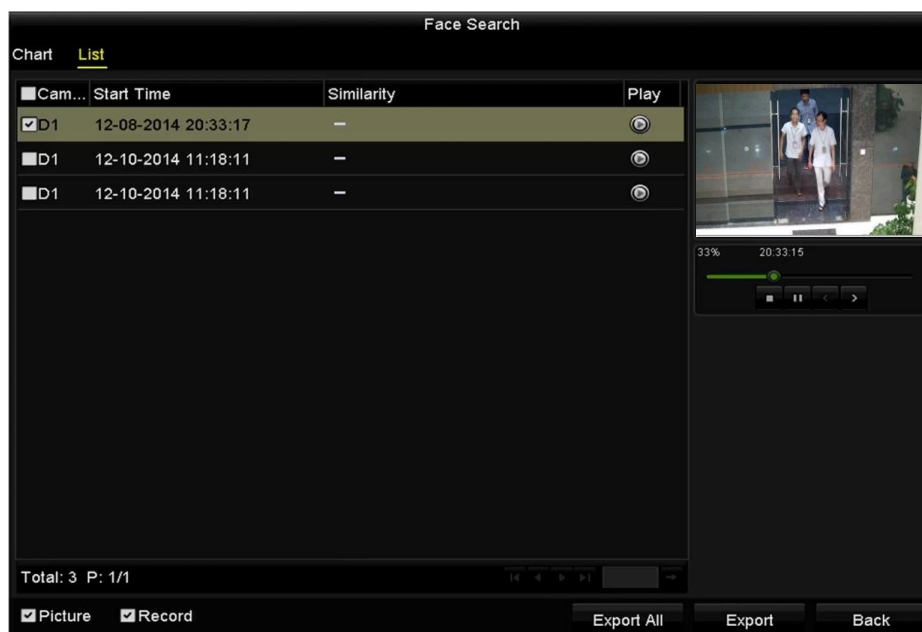 Face Search
Chart List
Cam... Start Time Similarity Play
D1 12-08-2014 20:33:17 –
D1 12-10-2014 11:18:11 –
D1 12-10-2014 11:18:11 –
33% 20:33:15
Total: 3 P: 1/1
Picture Record Export All Export Back